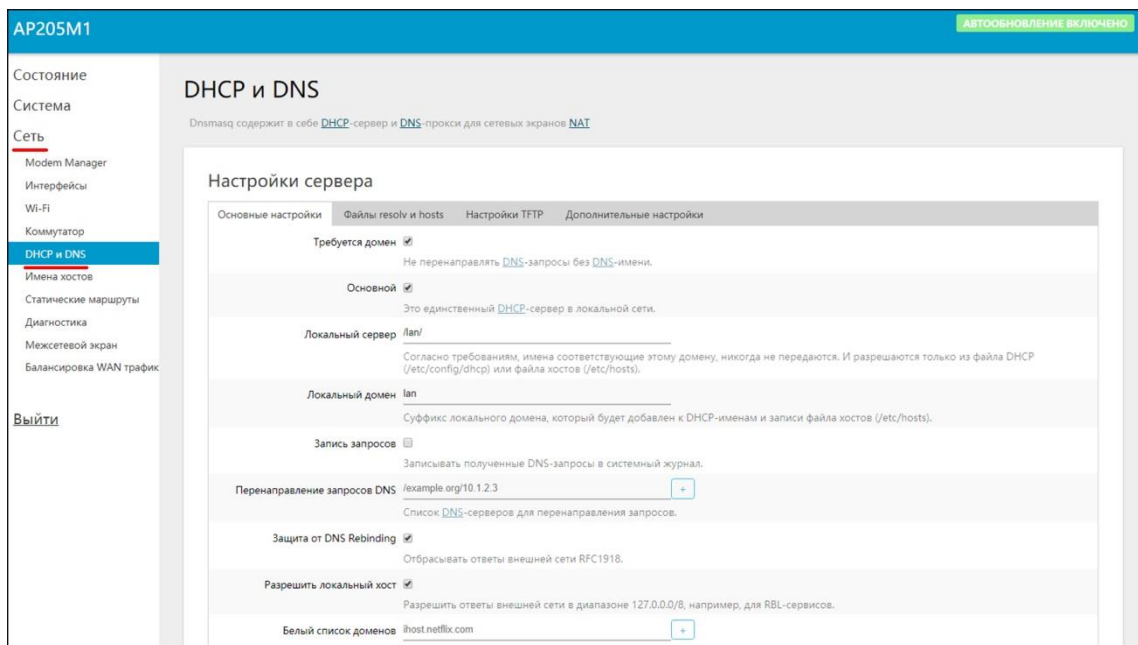 AP205M1
АВТООБНОВЛЕНИЕ ВКЛЮЧЕНО
Состояние
Система
Сеть
Modem Manager
Интерфейсы
Wi-Fi
Коммутатор
DHCP и DNS
Имена хостов
Статические маршруты
Диагностика
Межсетевой экран
Балансировка WAN трафик
Выйти
DHCP и DNS
Dnsmasq содержит в себе DHCP-сервер и DNS-прокси для сетевых экранов NAT
Настройки сервера
Основные настройки Файлы resolv и hosts Настройки TFTP Дополнительные настройки
Требуется домен
Не перенаправлять DNS-запросы без DNS-имени.
Основной
Это единственный DHCP-сервер в локальной сети.
Локальный сервер /lan/
Согласно требованиям, имена соответствующие этому домену, никогда не передаются. И разрешаются только из файла DHCP
(/etc/config/dhcp) или файла хостов (/etc/hosts).
Локальный домен lan
Суффикс локального домена, который будет добавлен к DHCP-именам и записи файла хостов (/etc/hosts).
Запись запросов
Записывать полученные DNS-запросы в системный журнал.
Перенаправление запросов DNS /example.org/10.1.2.3 +
Список DNS-серверов для перенаправления запросов.
Защита от DNS Rebinding
Отбрасывать ответы внешней сети RFC1918.
Разрешить локальный хост
Разрешить ответы внешней сети в диапазоне 127.0.0.0/8, например, для RBL-сервисов.
Белый список доменов ihost.netflix.com +